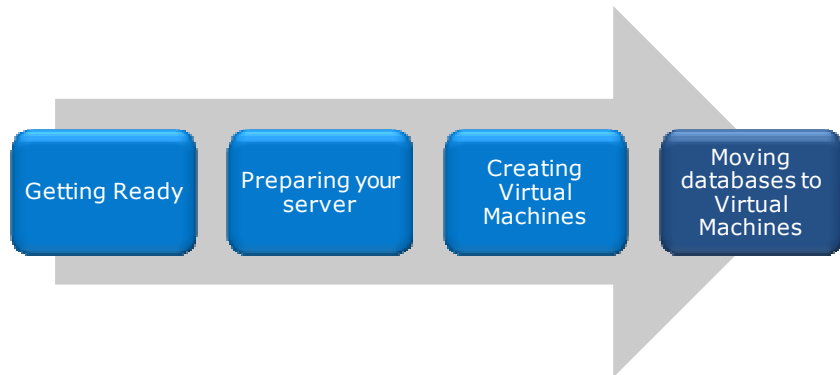 Getting Ready
Preparing your
server
Creating
Virtual
Machines
Moving
databases to
Virtual
Machines